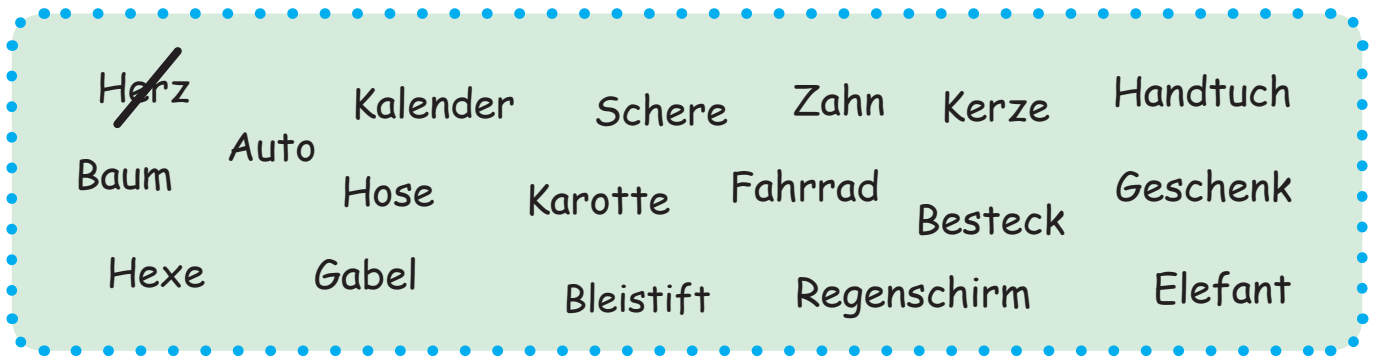 Herz
Kalender
Schere
Zahn
Kerze
Handtuch
Baum
Auto
Hose
Karotte
Fahrrad
Besteck
Geschenk
Hexe
Gabel
Bleistift
Regenschirm
Elefant